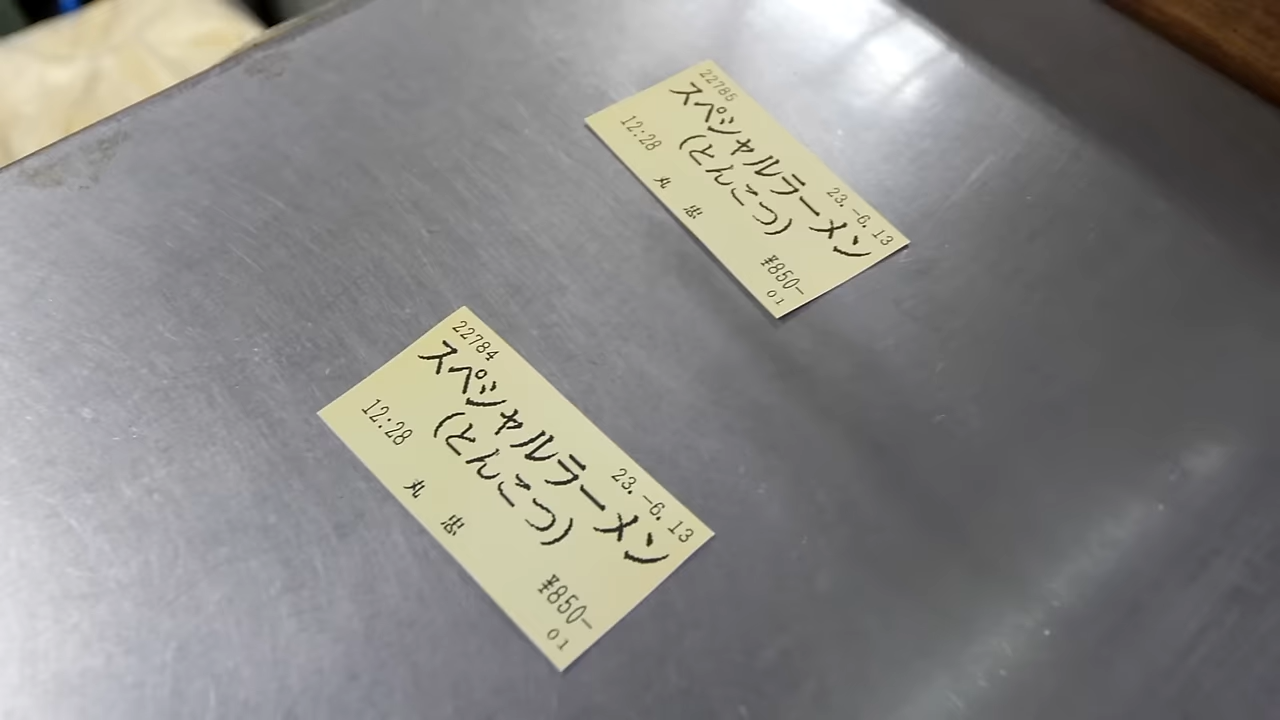 22785
スペシャルラーメン
(とんこつ)
12:28
23.-6.13
丸忠
¥850-
01
22784
スペシャルラーメン
(とんこつ)
12:28
23.-6.13
丸忠
¥850-
01